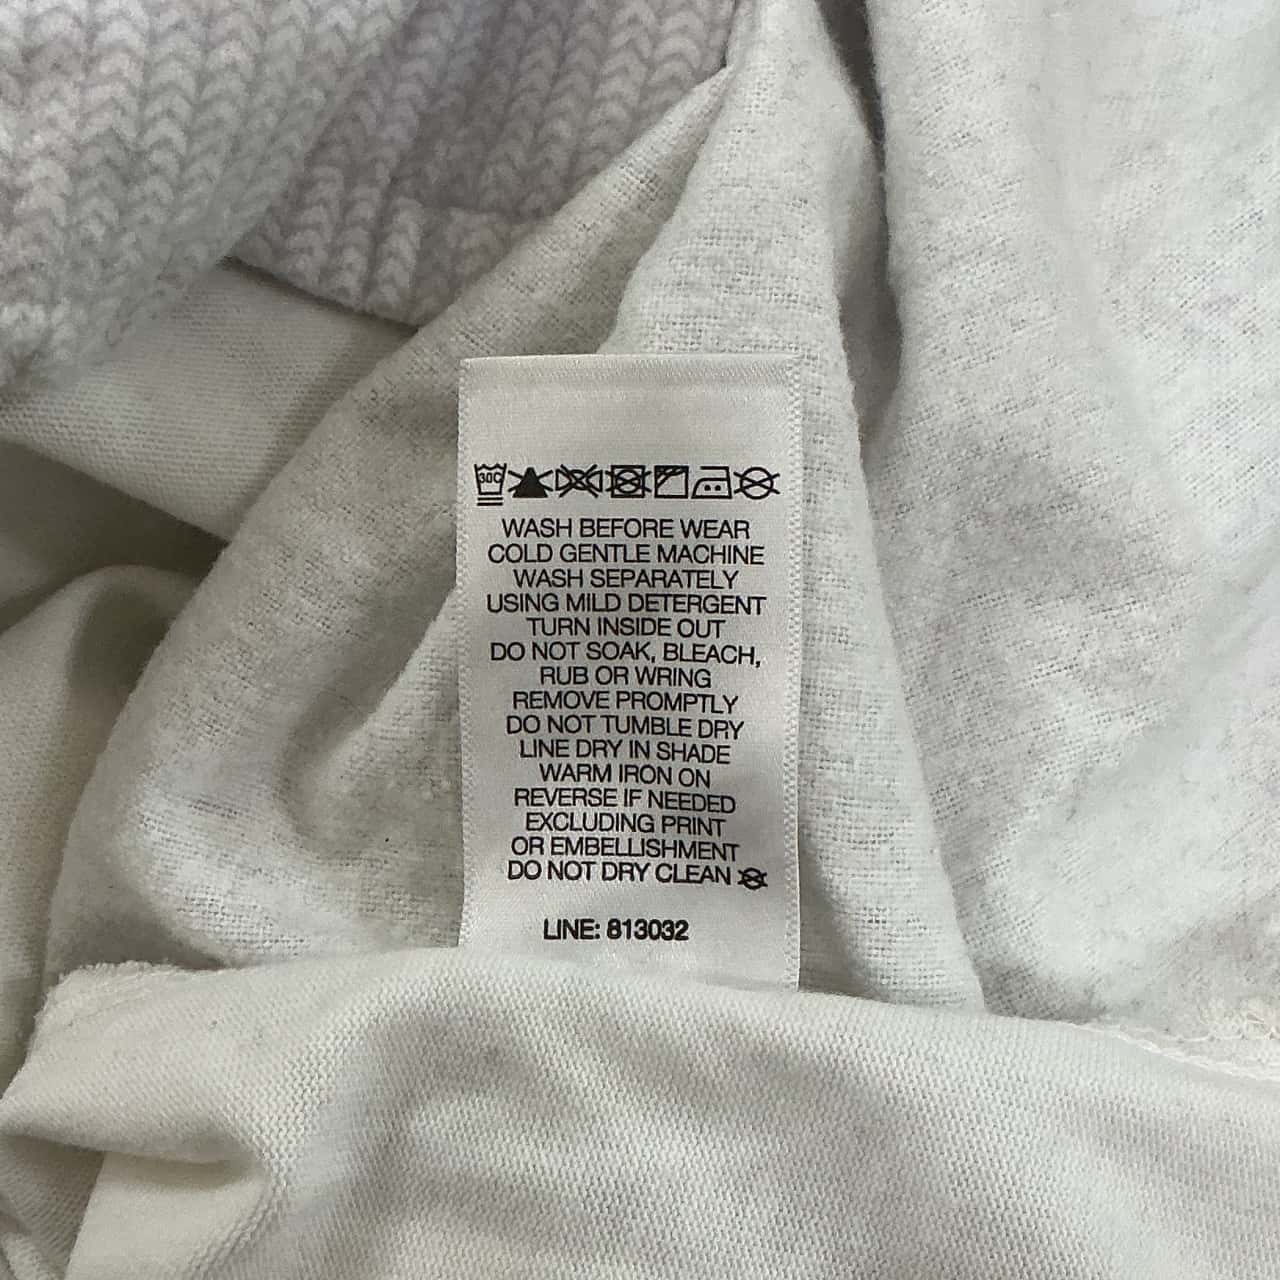 30C
WASH BEFORE WEAR
COLD GENTLE MACHINE
WASH SEPARATELY
USING MILD DETERGENT
TURN INSIDE OUT
DO NOT SOAK, BLEACH,
RUB OR WRING
REMOVE PROMPTLY
DO NOT TUMBLE DRY
LINE DRY IN SHADE
WARM IRON ON
REVERSE IF NEEDED
EXCLUDING PRINT
OR EMBELLISHMENT
DO NOT DRY CLEAN
LINE: 813032